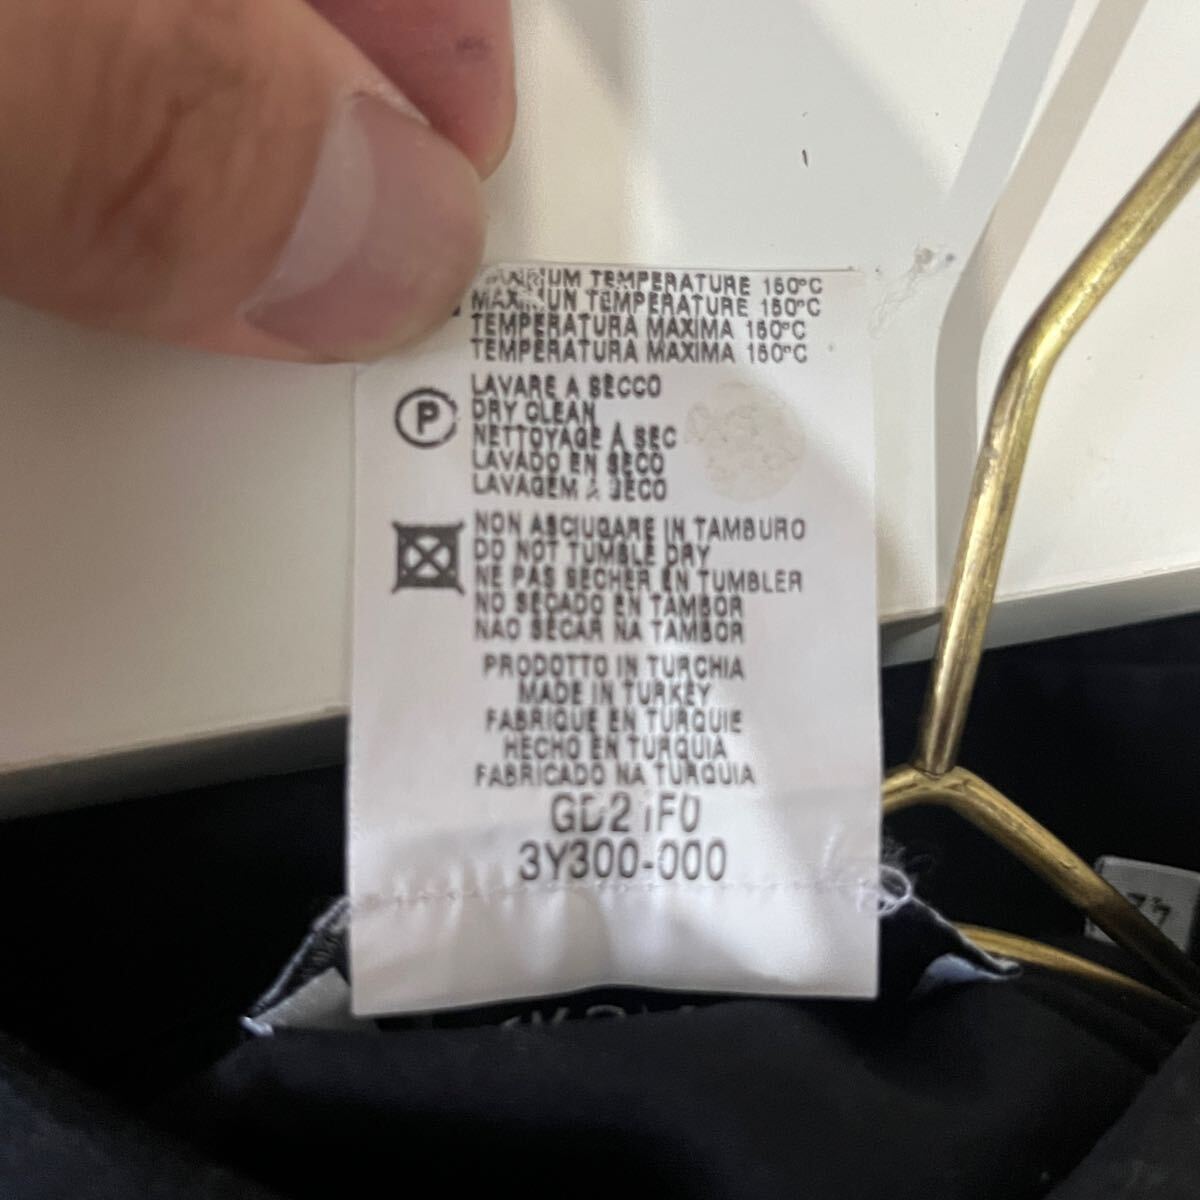 MAXIMUM TEMPERATURE 150°C
MAXIMUN TEMPERATURE 150°C
TEMPERATURA MAXIMA 150°C
TEMPERATURA MAXIMA 150°C
P
LAVARE A SECCO
DRY CLEAN
NETTOYAGE À SEC
LAVADO EN SECO
LAVAGEM A SECO
NON ASCIUGARE IN TAMBURO
DO NOT TUMBLE DRY
NE PAS SECHER EN TUMBLER
NO SECADO EN TAMBOR
NAO SECAR NA TAMBOR
PRODOTTO IN TURCHIA
MADE IN TURKEY
FABRIQUE EN TURQUIE
HECHO EN TURQUIA
FABRICADO NA TURQUIA
GD21F0
3Y300-000